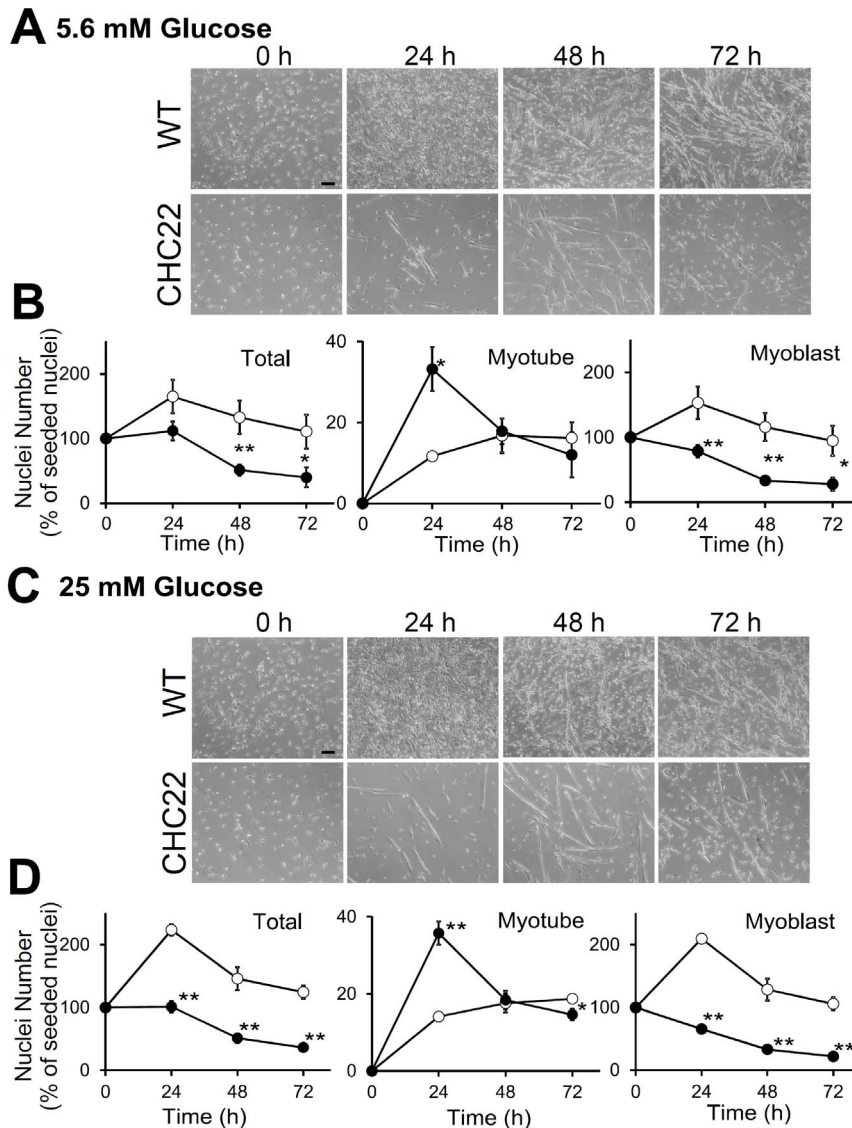 A 5.6 mM Glucose
0 h 24 h 48 h 72 h
WT
CHC22
B
Nuclei Number
(% of seeded nuclei)
Total
200
100
0
0 24 48 72
Time (h)
**
*
Myotube
40
20
0
0 24 48 72
Time (h)
*
Myoblast
200
100
0
0 24 48 72
Time (h)
**
**
*
C 25 mM Glucose
0 h 24 h 48 h 72 h
WT
CHC22
D
Nuclei Number
(% of seeded nuclei)
Total
200
100
0
0 24 48 72
Time (h)
**
**
**
Myotube
40
20
0
0 24 48 72
Time (h)
**
*
Myoblast
200
100
0
0 24 48 72
Time (h)
**
**
**